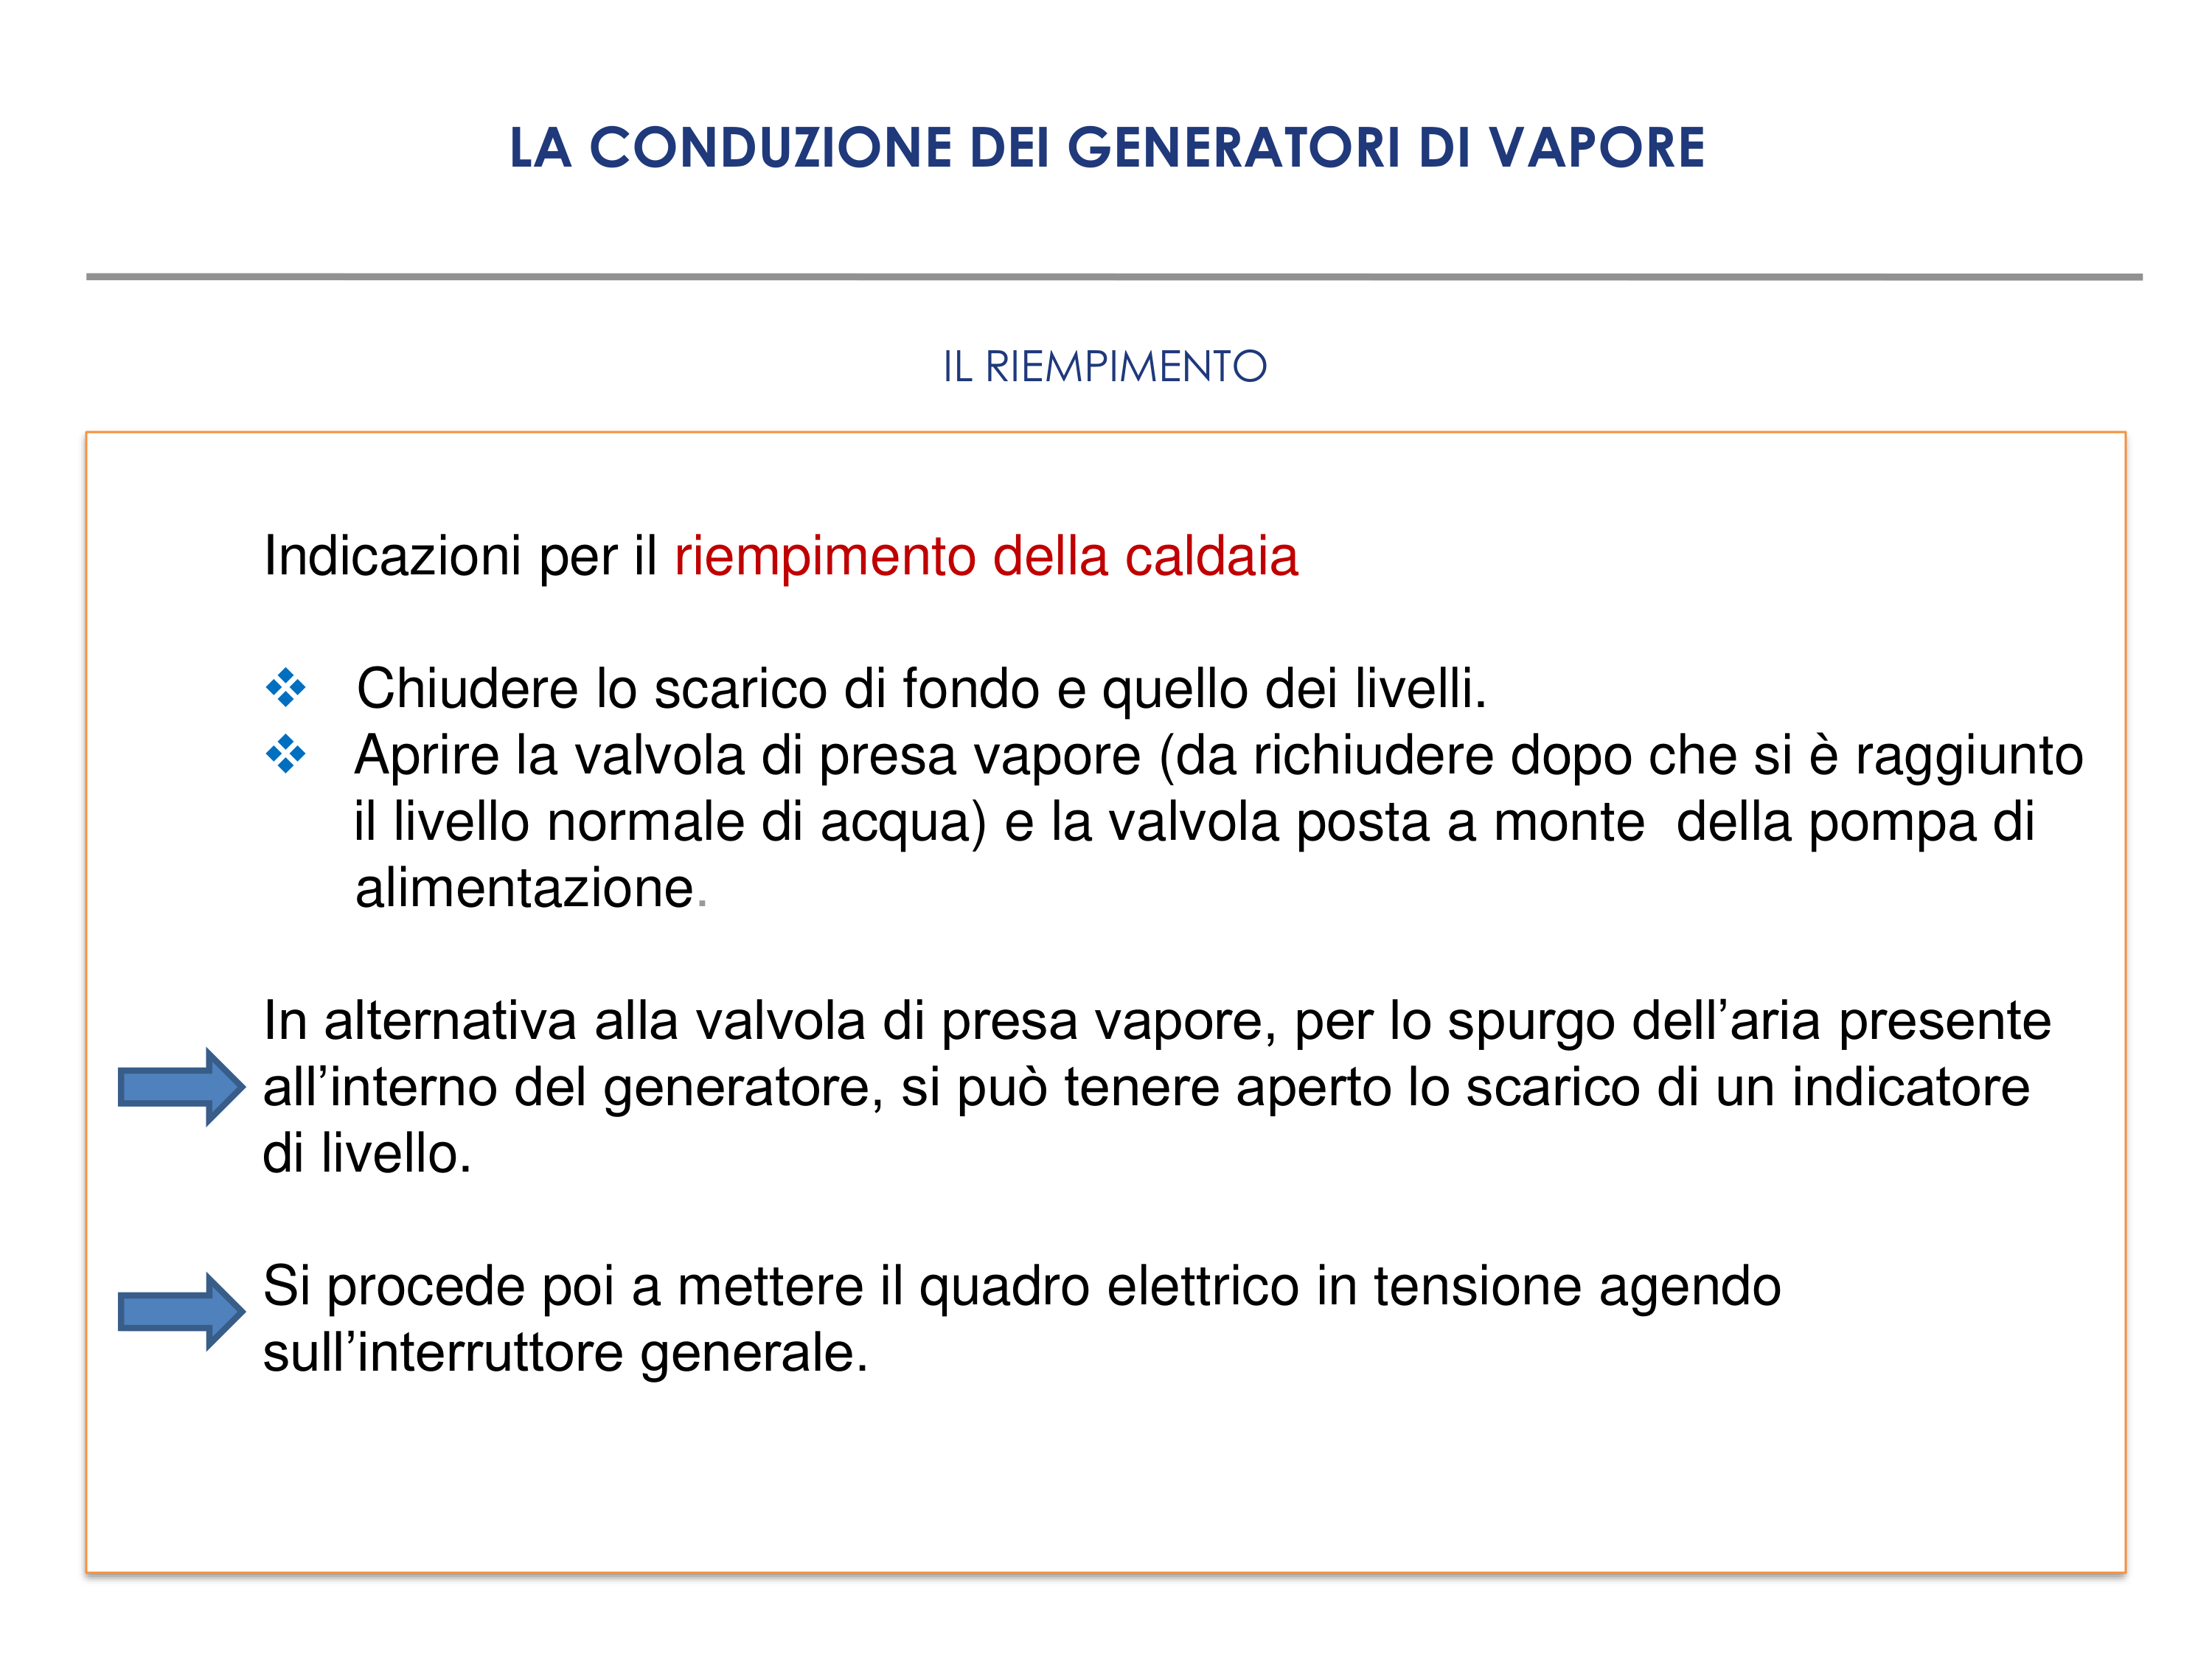 LA CONDUZIONE DEI GENERATORI DI VAPORE
IL RIEMPIMENTO
Indicazioni per il riempimento della caldaia
Chiudere lo scarico di fondo e quello dei livelli.
Aprire la valvola di presa vapore (da richiudere dopo che si è raggiunto
il livello normale di acqua) e la valvola posta a monte della pompa di
alimentazione.
In alternativa alla valvola di presa vapore, per lo spurgo dell’aria presente
all’interno del generatore, si può tenere aperto lo scarico di un indicatore
di livello.
Si procede poi a mettere il quadro elettrico in tensione agendo
sull’interruttore generale.